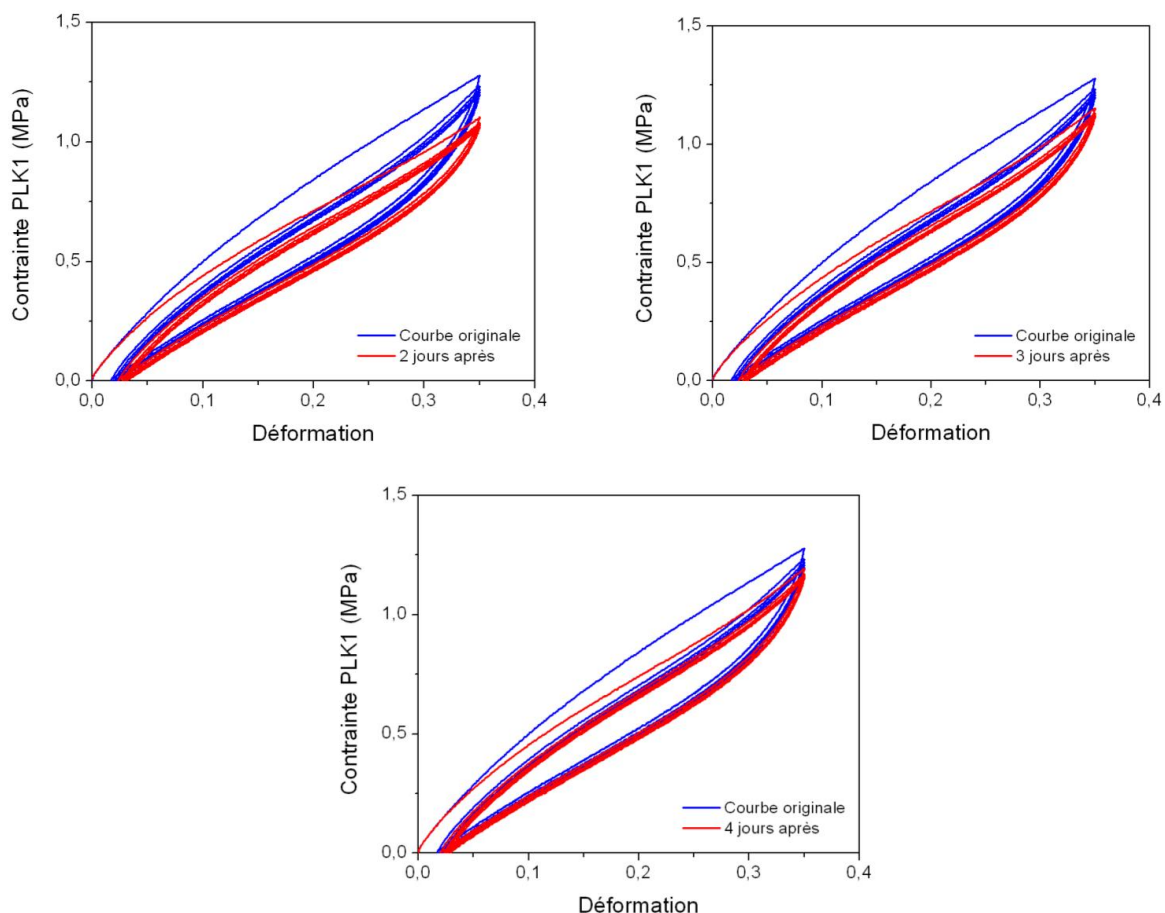 1,5
1,0
0,5
0,0
Contrainte PLK1 (MPa)
Courbe originale
2 jours après
0,0 0,1 0,2 0,3 0,4
Déformation
1,5
1,0
0,5
0,0
Contrainte PLK1 (MPa)
Courbe originale
3 jours après
0,0 0,1 0,2 0,3 0,4
Déformation
1,5
1,0
0,5
0,0
Contrainte PLK1 (MPa)
Courbe originale
4 jours après
0,0 0,1 0,2 0,3 0,4
Déformation